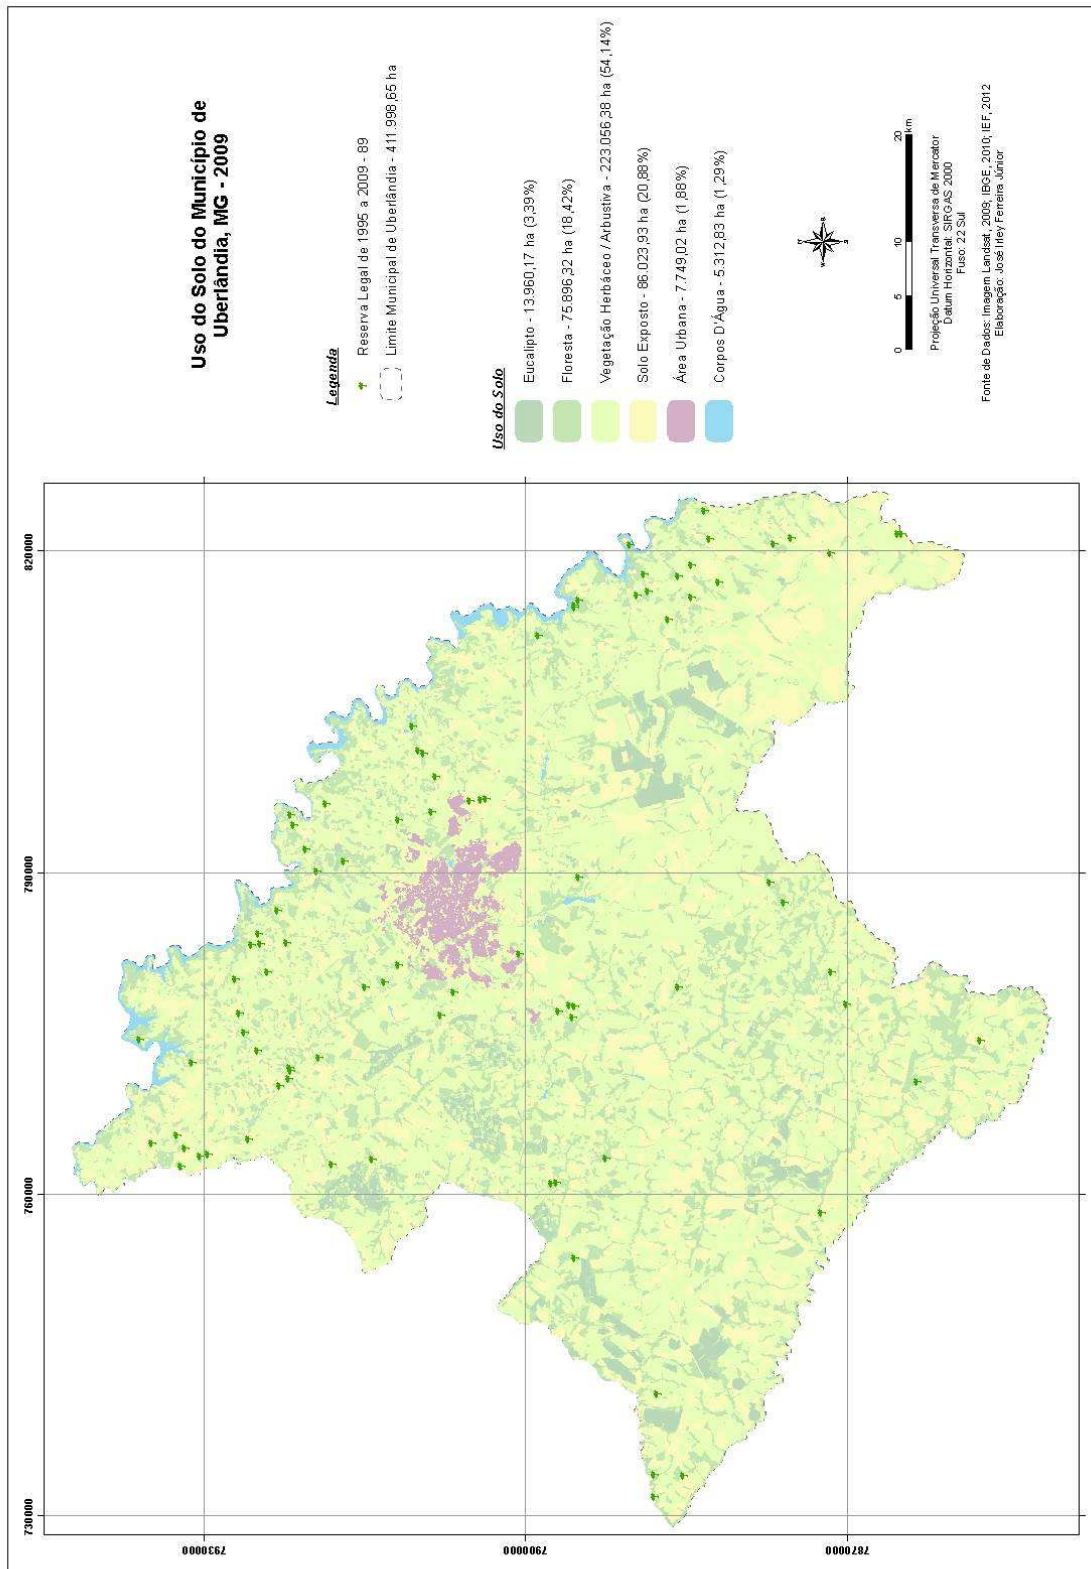 Uso do Solo do Município de
Uberlândia, MG - 2009
Legenda
Reserva Legal de 1995 a 2009 - 89
Limite Municipal de Uberlândia - 411.998,65 ha
Uso do Solo
Eucalipto - 13.960,17 ha (3,39%)
Floresta - 75.896,32 ha (18,42%)
Vegetação Herbáceo / Arbustiva - 223.056,38 ha (54,14%)
Solo Exposto - 86.023,93 ha (20,88%)
Área Urbana - 7.749,02 ha (1,88%)
Corpos D'Água - 5.312,83 ha (1,29%)
0 5 10 20
km
Projeção Universal Transversa de Mercator
Datum Horizontal: SIRGAS 2000
Fuso: 22 Sul
Fonte de Dados: Imagem Landsat, 2009; IBGE, 2010; IEF, 2012
Elaboração: José Irley Ferreira Júnior
730000
760000
790000
820000
7930000
7900000
7870000